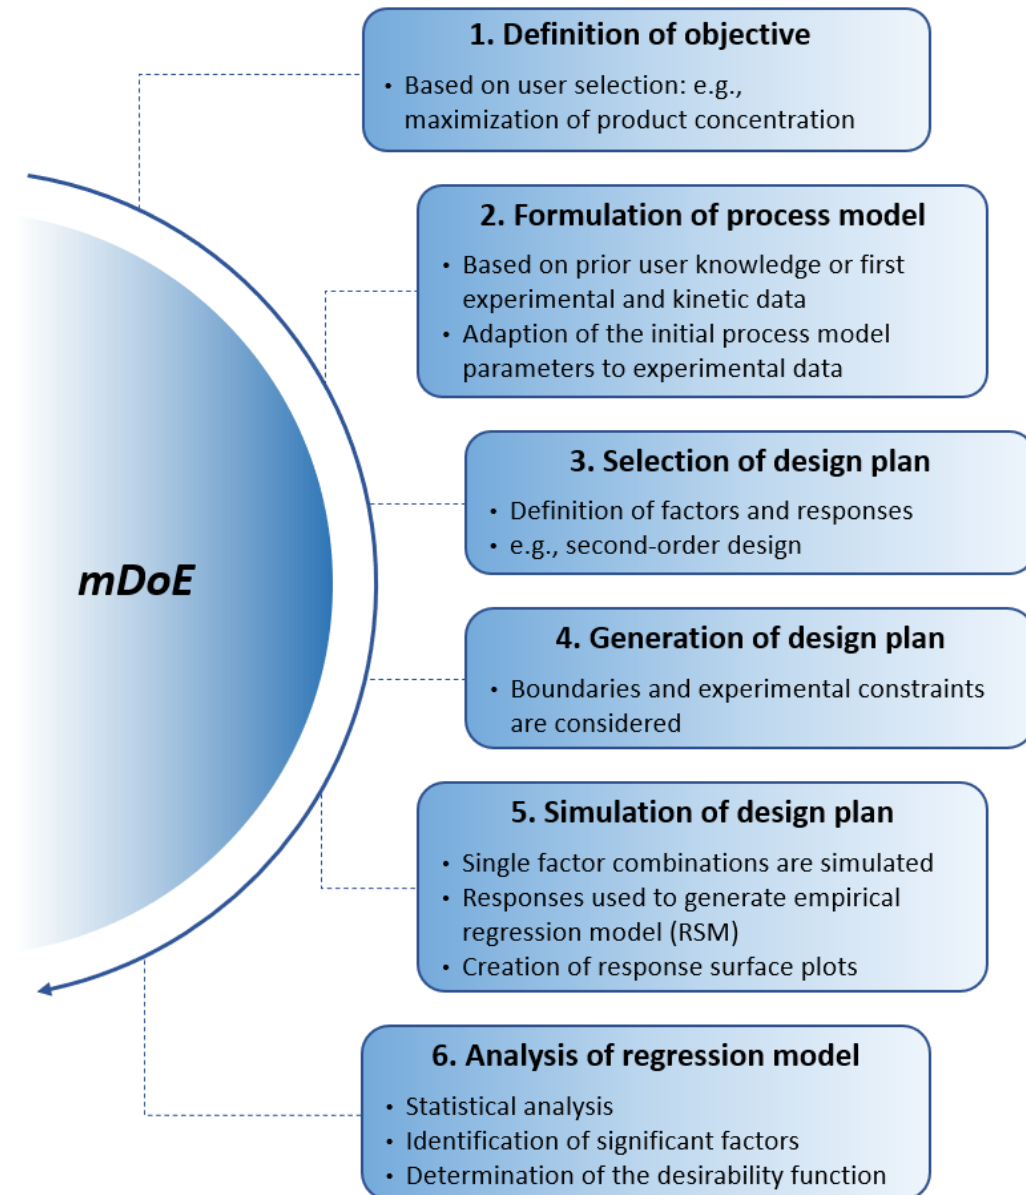 1. Definition of objective
• Based on user selection: e.g.,
maximization of product concentration
2. Formulation of process model
• Based on prior user knowledge or first
experimental and kinetic data
• Adaption of the initial process model
parameters to experimental data
3. Selection of design plan
• Definition of factors and responses
• e.g., second-order design
mDoE
4. Generation of design plan
• Boundaries and experimental constraints
are considered
5. Simulation of design plan
• Single factor combinations are simulated
• Responses used to generate empirical
regression model (RSM)
• Creation of response surface plots
6. Analysis of regression model
• Statistical analysis
• Identification of significant factors
• Determination of the desirability function